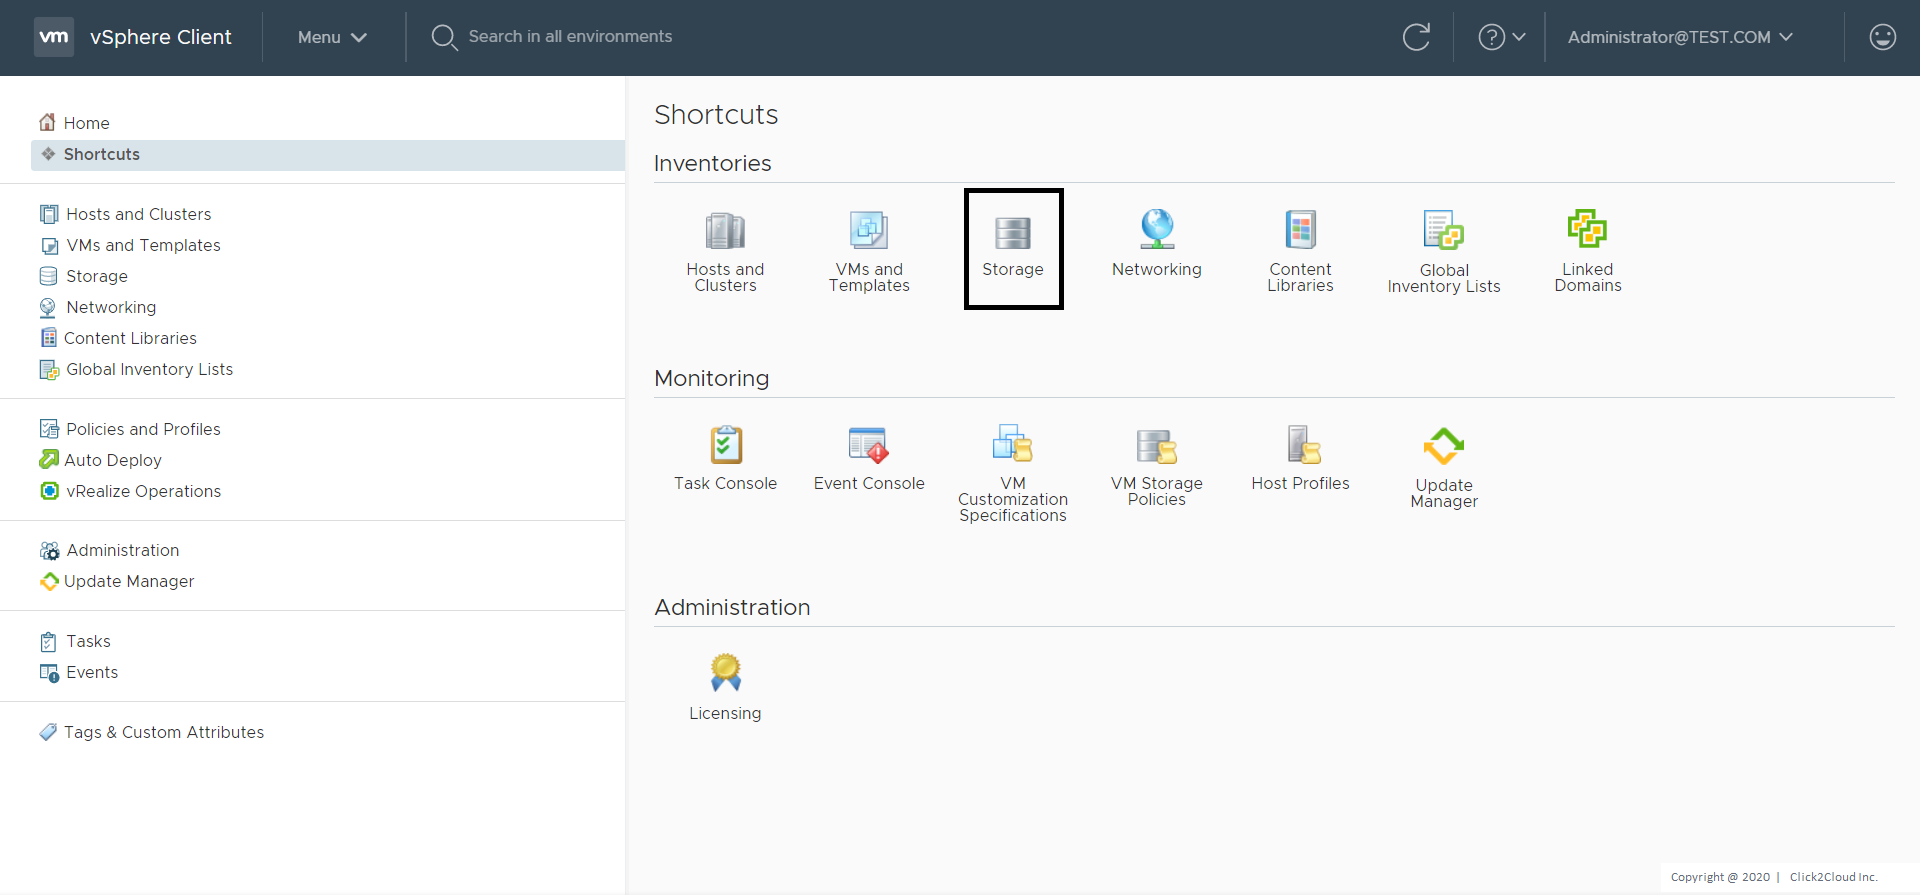 vm vSphere Client Menu Search in all environments Administrator@TEST.COM
Home
Shortcuts
Hosts and Clusters
VMs and Templates
Storage
Networking
Content Libraries
Global Inventory Lists
Policies and Profiles
Auto Deploy
vRealize Operations
Administration
Update Manager
Tasks
Events
Tags & Custom Attributes
Shortcuts
Inventories
Hosts and
Clusters
VMs and
Templates
Storage
Networking
Content
Libraries
Global
Inventory Lists
Linked
Domains
Monitoring
Task Console
Event Console
VM
Customization
Specifications
VM Storage
Policies
Host Profiles
Update
Manager
Administration
Licensing
Copyright @ 2020 | Click2Cloud Inc.